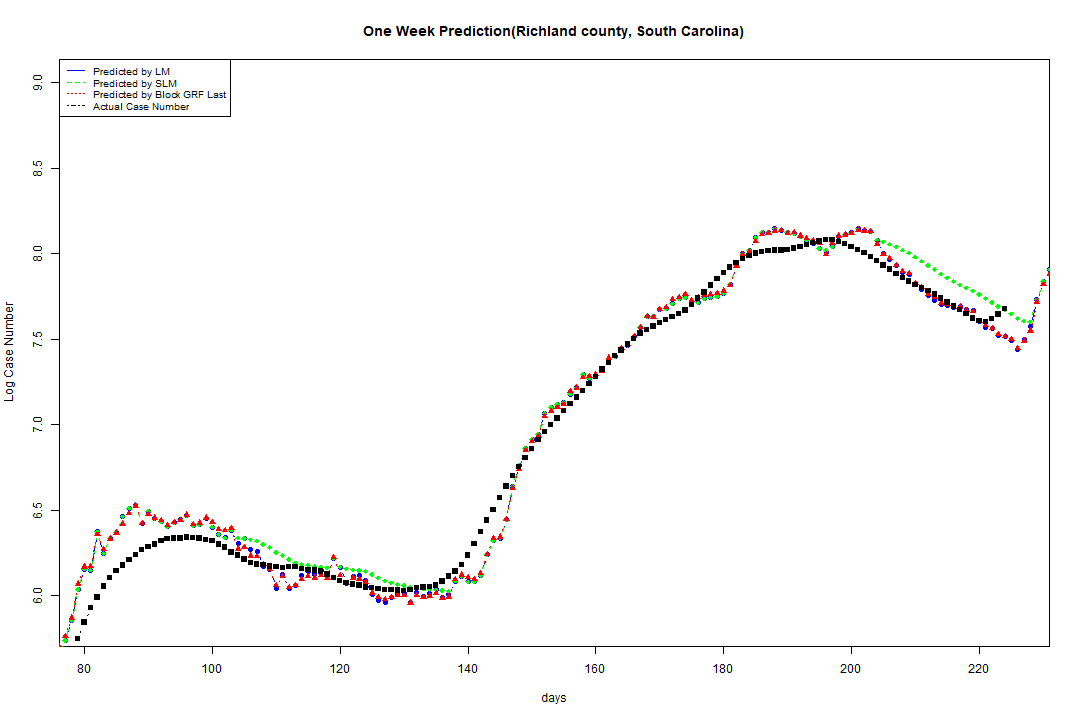 One Week Prediction(Richland county, South Carolina)
Predicted by LM
Predicted by SLM
Predicted by Block GRF Last
Actual Case Number
9.0
8.5
8.0
7.5
7.0
6.5
6.0
Log Case Number
80 100 120 140 160 180 200 220
days